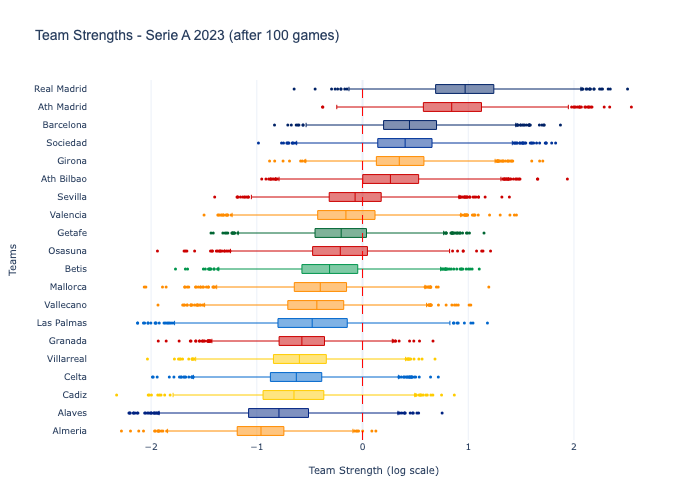 Team Strengths - Serie A 2023 (after 100 games)
Real Madrid
Ath Madrid
Barcelona
Sociedad
Girona
Ath Bilbao
Sevilla
Valencia
Getafe
Osasuna
Betis
Mallorca
Vallecano
Las Palmas
Granada
Villarreal
Celta
Cadiz
Alaves
Almeria
Teams
−2 −1 0 1 2
Team Strength (log scale)